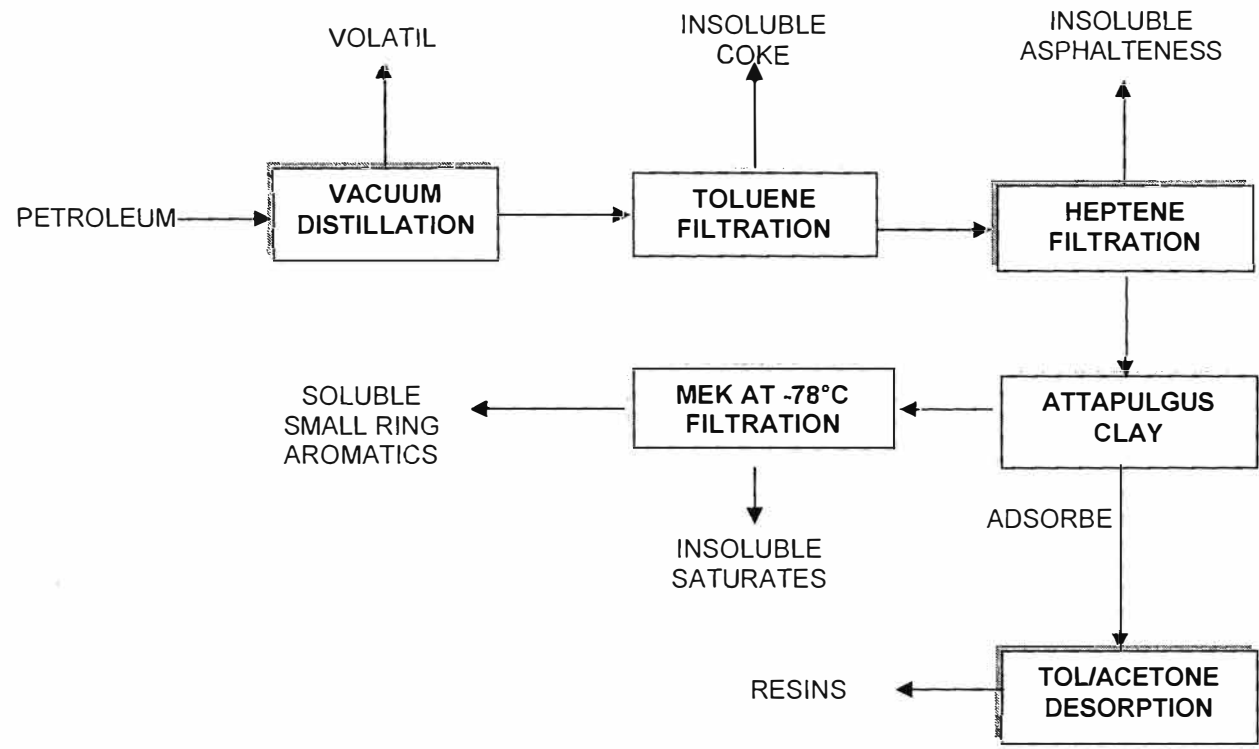 VOLATIL
INSOLUBLE
COKE
INSOLUBLE
ASPHALTENESS
PETROLEUM
VACUUM
DISTILLATION
TOLUENE
FILTRATION
HEPTENE
FILTRATION
SOLUBLE
SMALL RING
AROMATICS
MEK AT -78°C
FILTRATION
ATTAPULGUS
CLAY
ADSORBE
INSOLUBLE
SATURATES
RESINS
TOL/ACETONE
DESORPTION